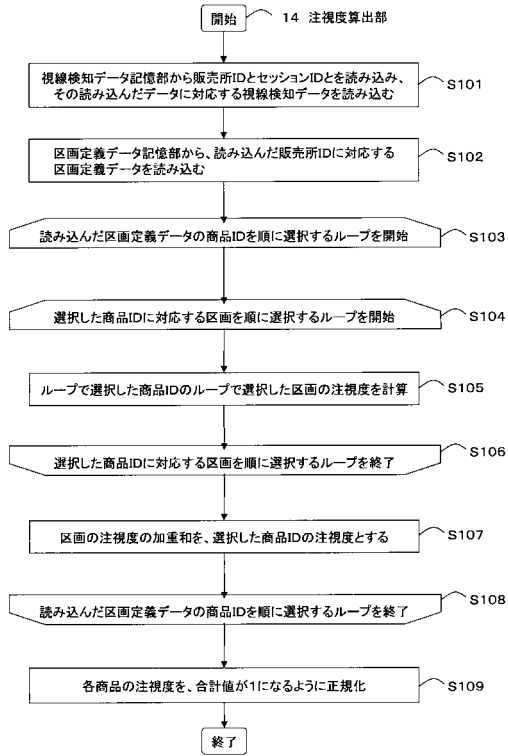 開始
14 注視度算出部
視線検知データ記憶部から販売所IDとセッションIDとを読み込み、
その読み込んだデータに対応する視線検知データを読み込む
S101
区画定義データ記憶部から、読み込んだ販売所IDに対応する
区画定義データを読み込む
S102
読み込んだ区画定義データの商品IDを順に選択するループを開始
S103
選択した商品IDに対応する区画を順に選択するループを開始
S104
ループで選択した商品IDのループで選択した区画の注視度を計算
S105
選択した商品IDに対応する区画を順に選択するループを終了
S106
区画の注視度の加重和を、選択した商品IDの注視度とする
S107
読み込んだ区画定義データの商品IDを順に選択するループを終了
S108
各商品の注視度を、合計値が1になるように正規化
S109
終了